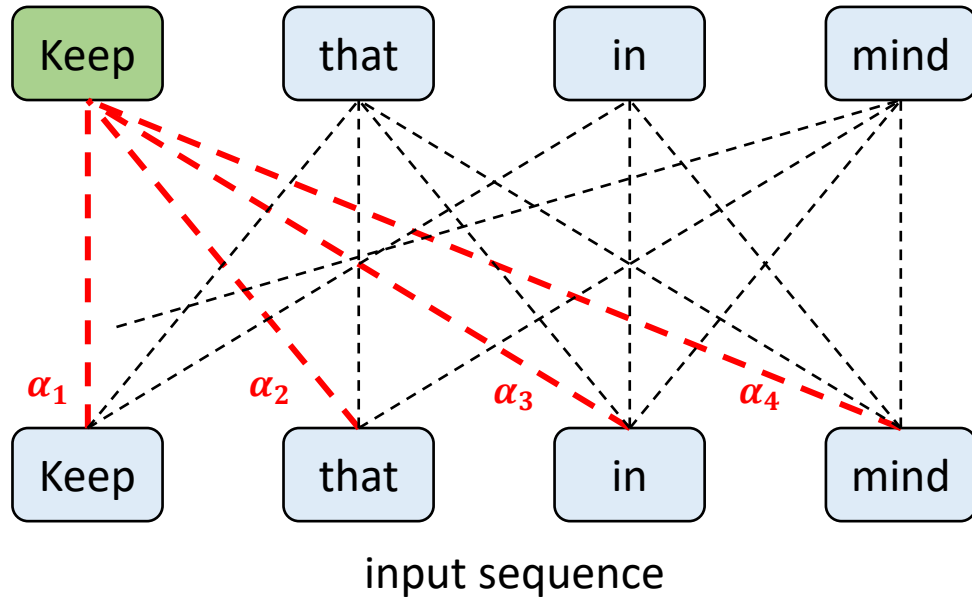 Keep that in mind
α₁ α₂ α₃ α₄
Keep that in mind
input sequence